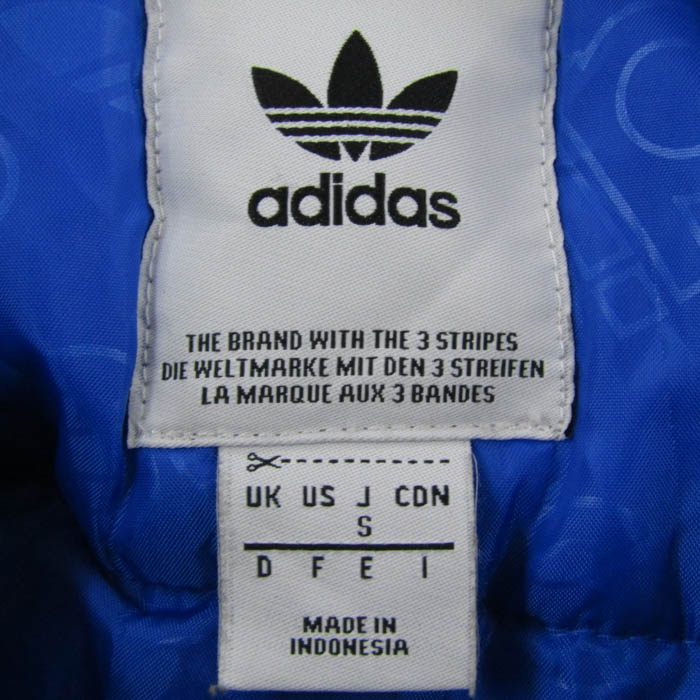 adidas
THE BRAND WITH THE 3 STRIPES
DIE WELTMARKE MIT DEN 3 STREIFEN
LA MARQUE AUX 3 BANDES
UK US J CDN
S
D F E I
MADE IN
INDONESIA